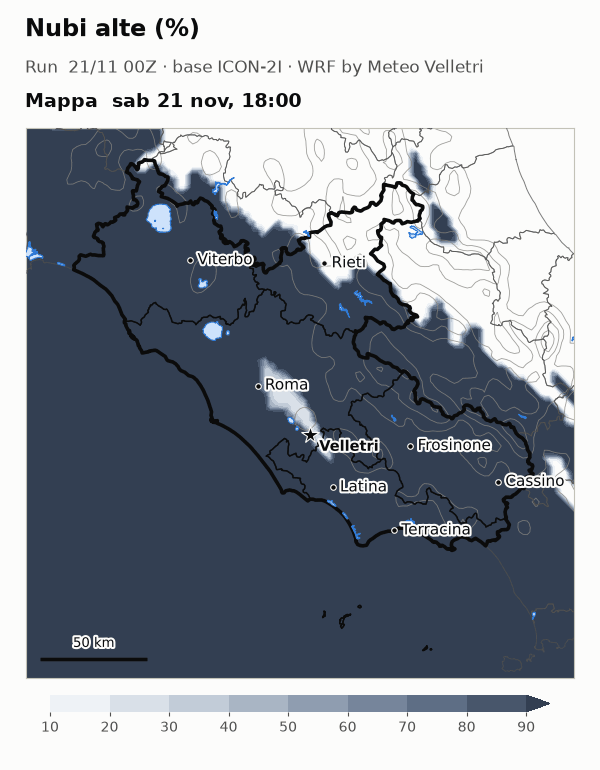 Nubi alte (%)
Run  21/11 00Z · base ICON-2I · WRF by Meteo Velletri
Mappa  sab 21 nov, 18:00
Viterbo
Rieti
Roma
Velletri
Frosinone
Latina
Cassino
Terracina
50 km
10 20 30 40 50 60 70 80 90